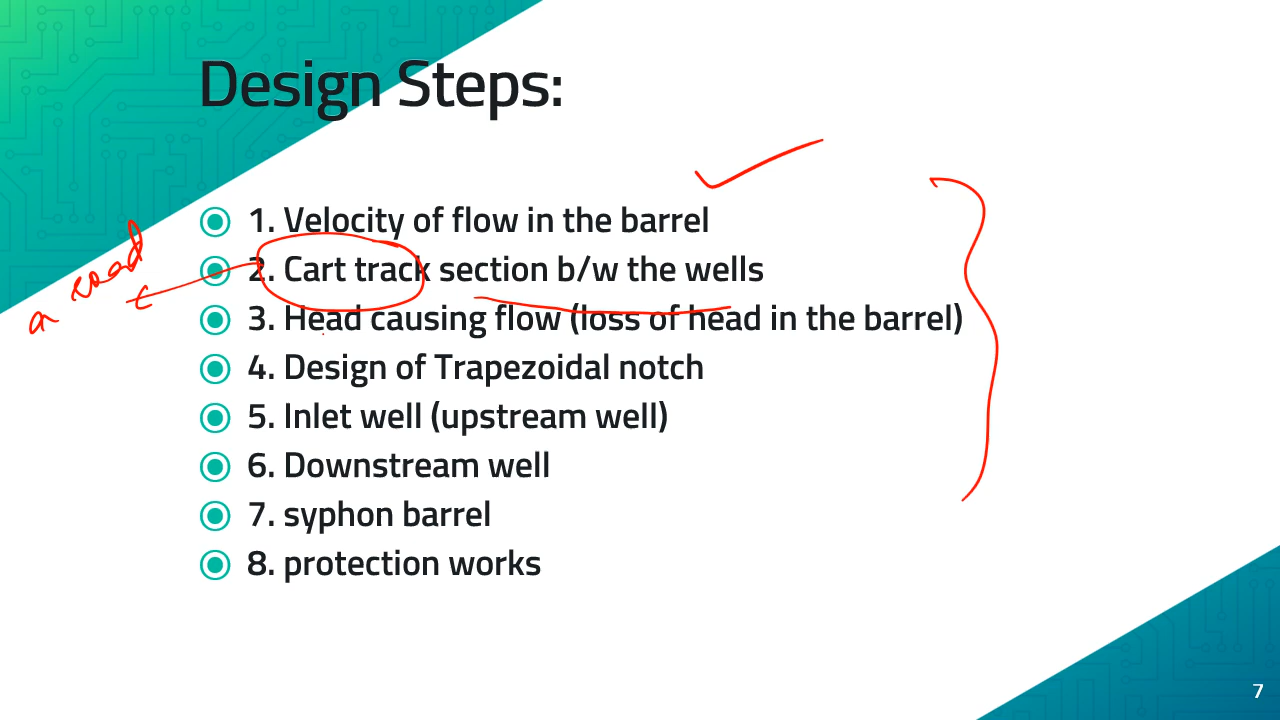 Design Steps:
1. Velocity of flow in the barrel
2. Cart track section b/w the wells
a road
3. Head causing flow (loss of head in the barrel)
4. Design of Trapezoidal notch
5. Inlet well (upstream well)
6. Downstream well
7. syphon barrel
8. protection works
7